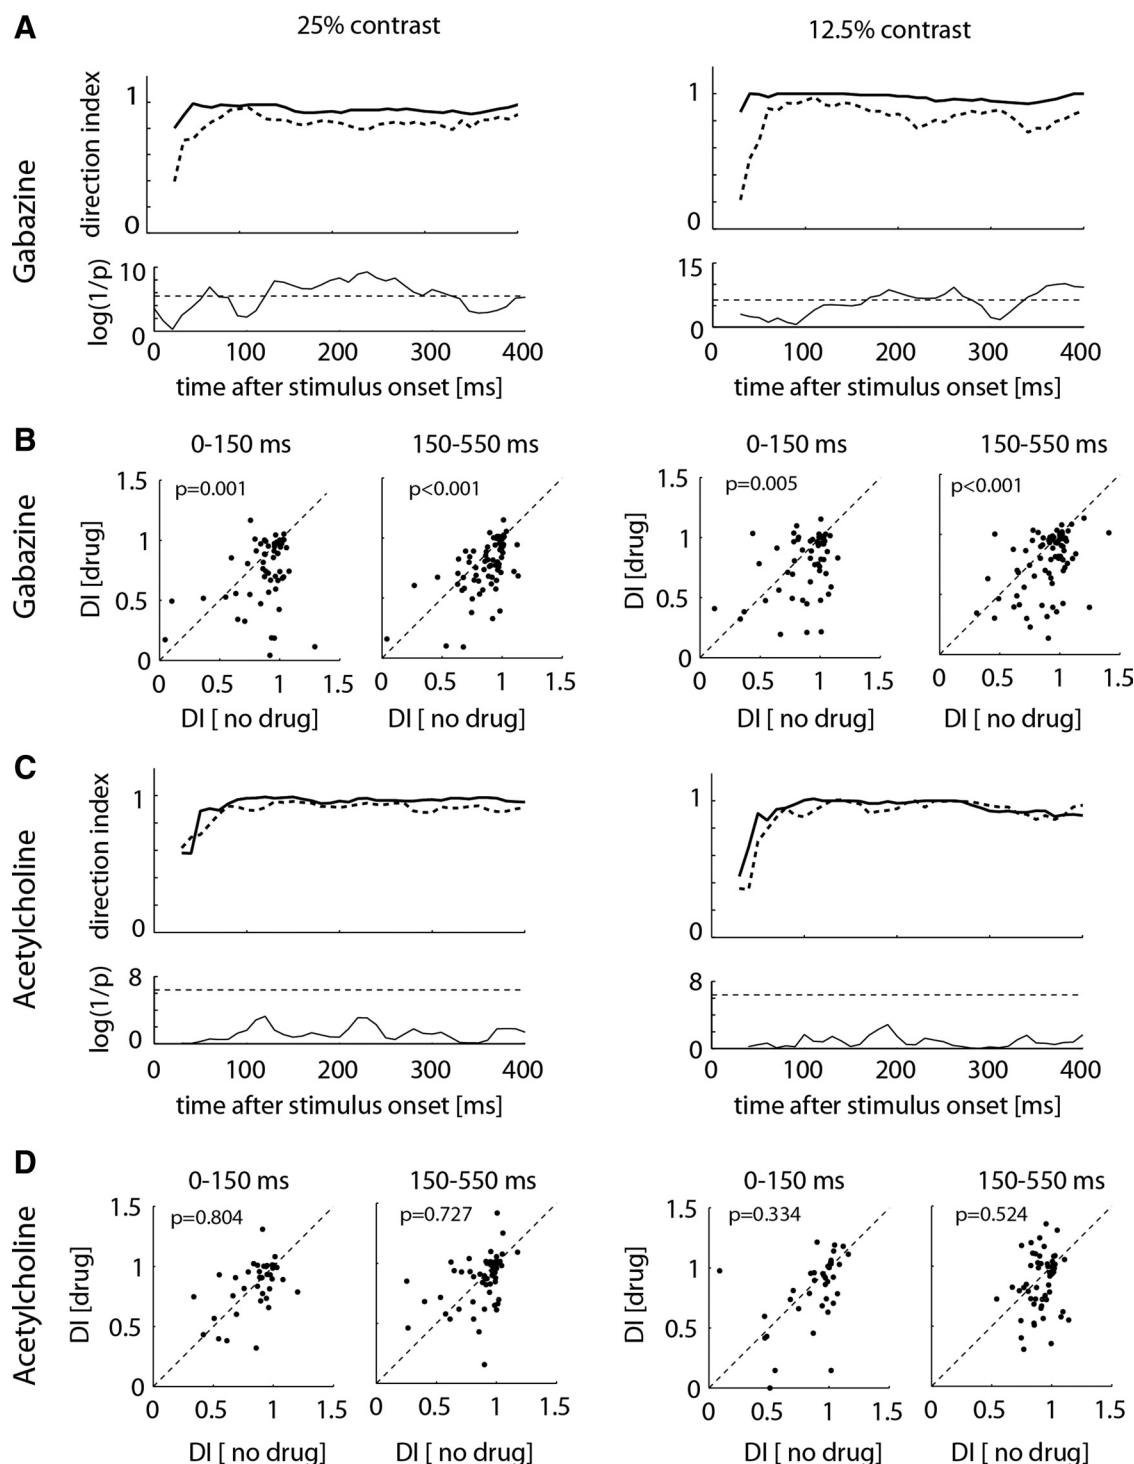 A
25% contrast
12.5% contrast
Gabazine
direction index
1
0
1
0
log(1/p)
10
0
15
0
0 100 200 300 400
0 100 200 300 400
time after stimulus onset [ms]
time after stimulus onset [ms]
B
0-150 ms
150-550 ms
0-150 ms
150-550 ms
Gabazine
DI [drug]
1.5
1
0.5
0
p=0.001
p<0.001
DI [drug]
1.5
1
0.5
0
p=0.005
p<0.001
0 0.5 1 1.5
0 0.5 1 1.5
0 0.5 1 1.5
0 0.5 1 1.5
DI [ no drug]
DI [ no drug]
DI [ no drug]
DI [ no drug]
C
Acetylcholine
direction index
1
0
1
0
log(1/p)
8
0
8
0
0 100 200 300 400
0 100 200 300 400
time after stimulus onset [ms]
time after stimulus onset [ms]
D
0-150 ms
150-550 ms
0-150 ms
150-550 ms
Acetylcholine
DI [drug]
1.5
1
0.5
0
p=0.804
p=0.727
DI [drug]
1.5
1
0.5
0
p=0.334
p=0.524
0 0.5 1 1.5
0 0.5 1 1.5
0 0.5 1 1.5
0 0.5 1 1.5
DI [ no drug]
DI [ no drug]
DI [ no drug]
DI [ no drug]